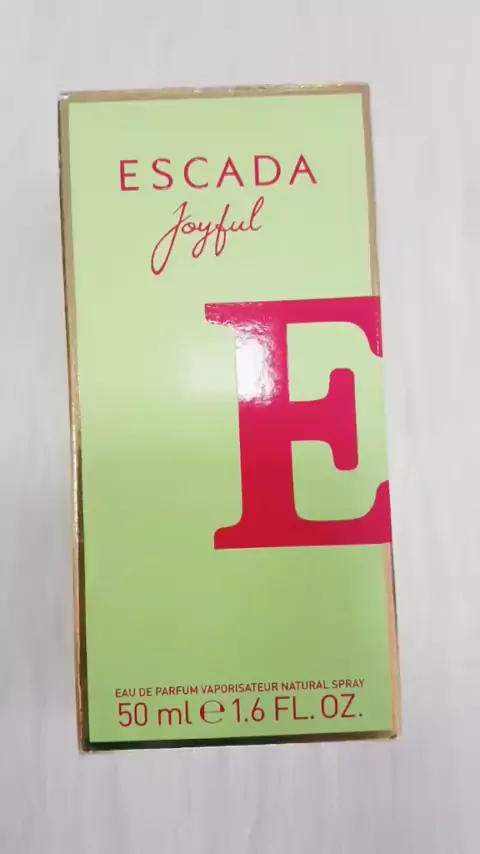 ESCADA
Joyful
E
EAU DE PARFUM VAPORISATEUR NATURAL SPRAY
50 ml ℮ 1.6 FL. OZ.